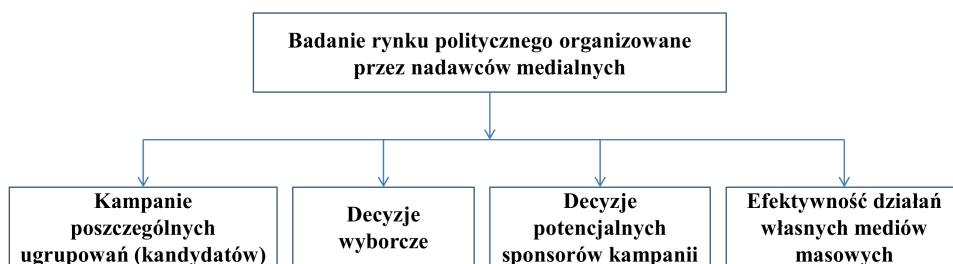 Badanie rynku politycznego organizowane
przez nadawców medialnych
Kampanie
poszczególnych
ugrupowań (kandydatów)
Decyzje
wyborcze
Decyzje
potencjalnych
sponsorów kampanii
Efektywność działań
własnych mediów
masowych